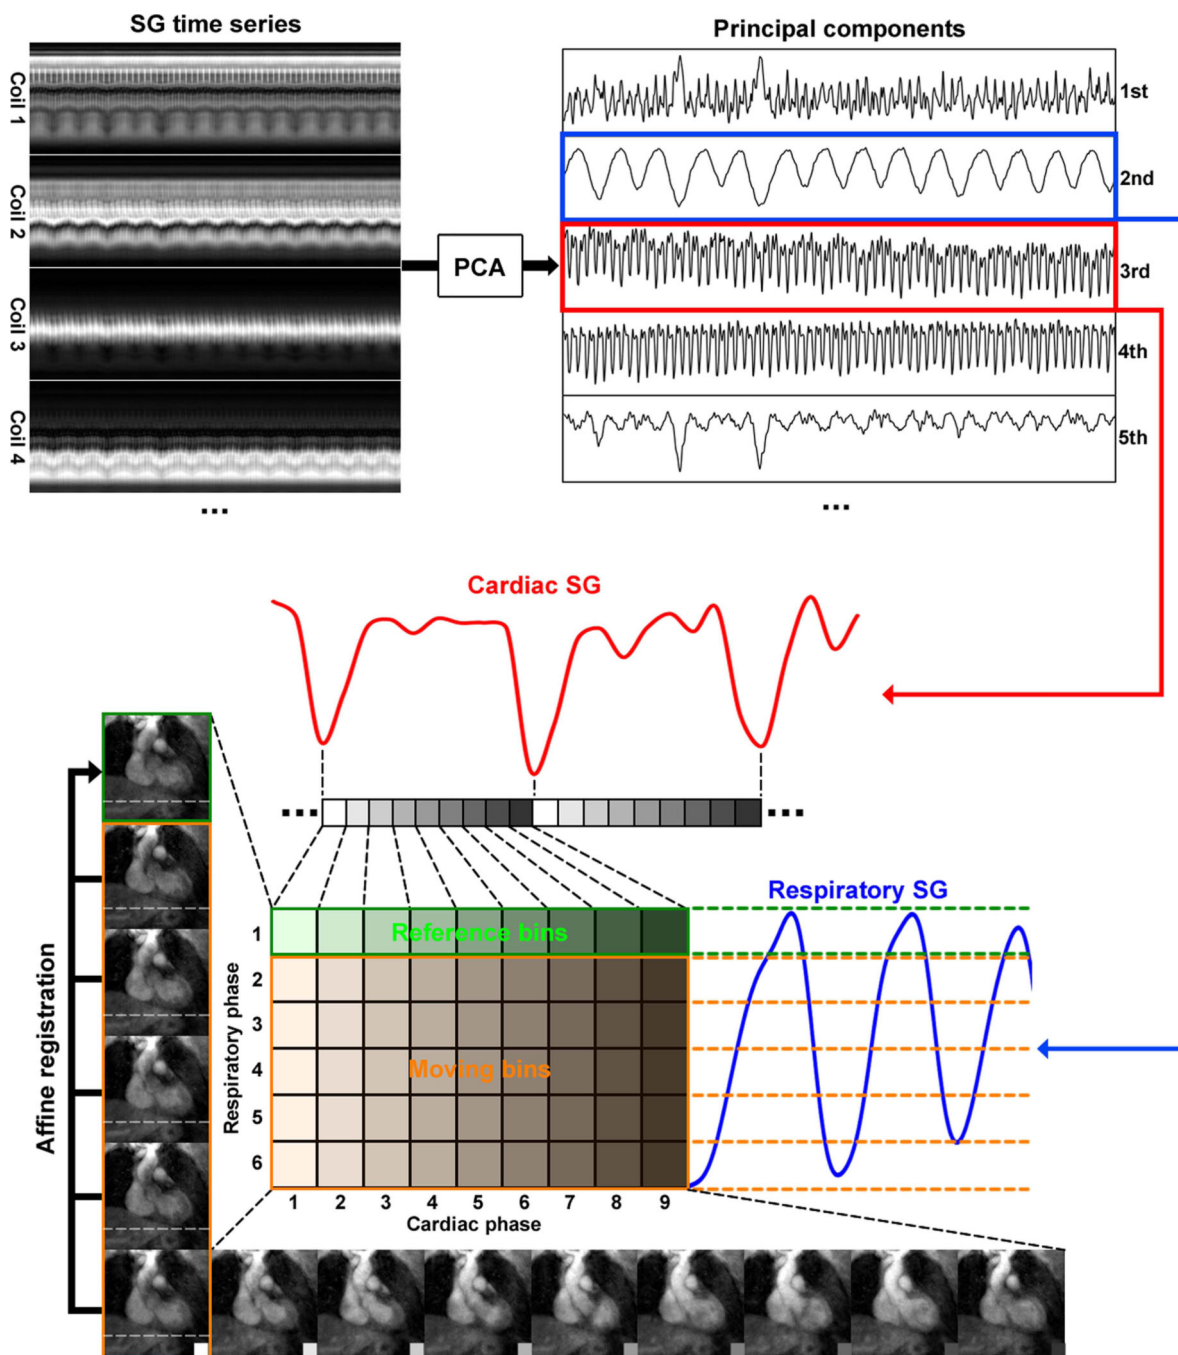 SG time series
Principal components
Coil 1
Coil 2
Coil 3
Coil 4
...
PCA
1st
2nd
3rd
4th
5th
...
Cardiac SG
...
...
Affine registration
Respiratory phase
1
2
3
4
5
6
Reference bins
Moving bins
Respiratory SG
1 2 3 4 5 6 7 8 9
Cardiac phase